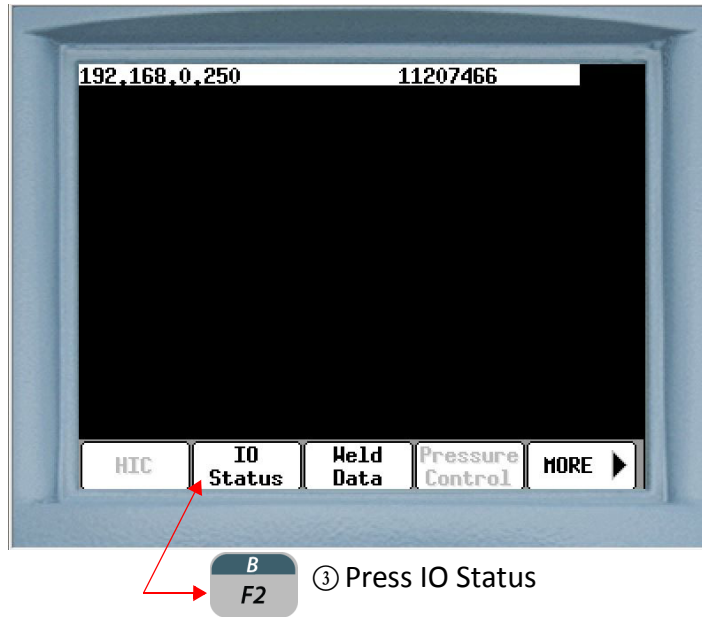 192.168.0.250 11207466
HIC
IO
Status
Weld
Data
Pressure
Control
MORE
B
F2
③ Press IO Status